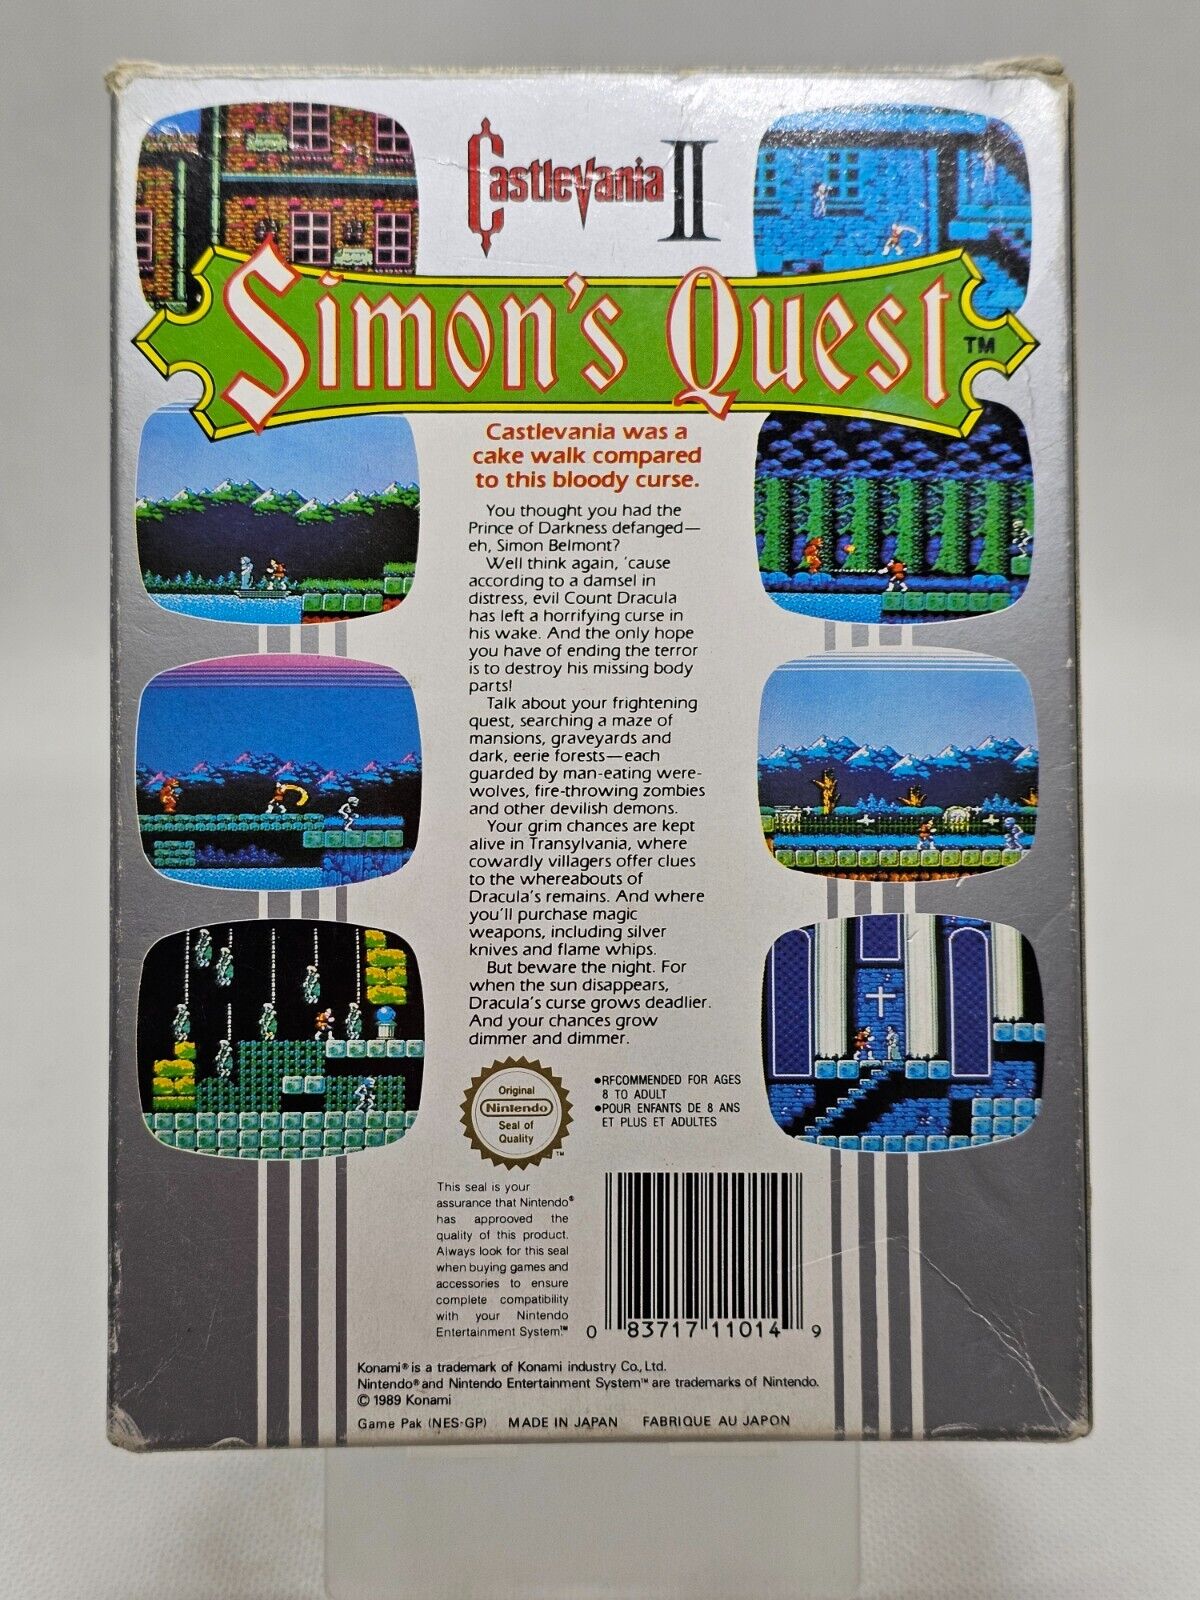 Castlevania II
Simon's Quest™
Castlevania was a
cake walk compared
to this bloody curse.
You thought you had the
Prince of Darkness defanged—
eh, Simon Belmont?
Well think again, 'cause
according to a damsel in
distress, evil Count Dracula
has left a horrifying curse in
his wake. And the only hope
you have of ending the terror
is to destroy his missing body
parts!
Talk about your frightening
quest, searching a maze of
mansions, graveyards and
dark, eerie forests—each
guarded by man-eating were-
wolves, fire-throwing zombies
and other devilish demons.
Your grim chances are kept
alive in Transylvania, where
cowardly villagers offer clues
to the whereabouts of
Dracula's remains. And where
you'll purchase magic
weapons, including silver
knives and flame whips.
But beware the night. For
when the sun disappears,
Dracula's curse grows deadlier.
And your chances grow
dimmer and dimmer.
Original
Nintendo
Seal of
Quality
™
•RFCOMMENDED FOR AGES
8 TO ADULT
•POUR ENFANTS DE 8 ANS
ET PLUS ET ADULTES
This seal is your
assurance that Nintendo®
has approoved the
quality of this product.
Always look for this seal
when buying games and
accessories to ensure
complete compatibility
with your Nintendo
Entertainment System.™
0 83717 11014 9
Konami® is a trademark of Konami industry Co., Ltd.
Nintendo® and Nintendo Entertainment System™ are trademarks of Nintendo.
© 1989 Konami
Game Pak (NES-GP) MADE IN JAPAN FABRIQUE AU JAPON